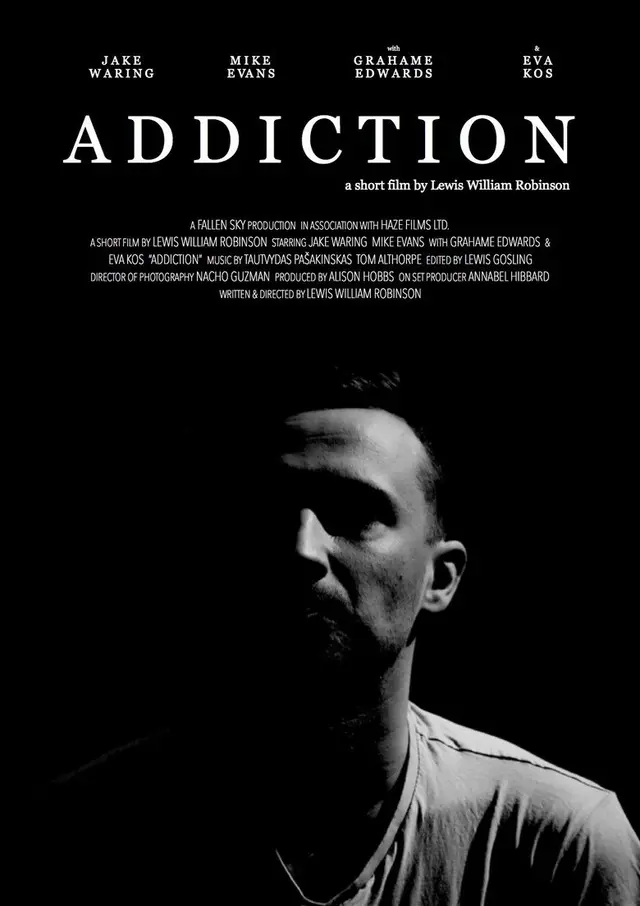 JAKE WARING
MIKE EVANS
with GRAHAME EDWARDS
& EVA KOS
ADDICTION
a short film by Lewis William Robinson
A FALLEN SKY PRODUCTION IN ASSOCIATION WITH HAZE FILMS LTD.
A SHORT FILM BY LEWIS WILLIAM ROBINSON STARRING JAKE WARING MIKE EVANS WITH GRAHAME EDWARDS &
EVA KOS "ADDICTION" MUSIC BY TAUTVYDAS PAŠAKINSKAS TOM ALTHORPE EDITED BY LEWIS GOSLING
DIRECTOR OF PHOTOGRAPHY NACHO GUZMAN PRODUCED BY ALISON HOBBS ON SET PRODUCER ANNABEL HIBBARD
WRITTEN & DIRECTED BY LEWIS WILLIAM ROBINSON